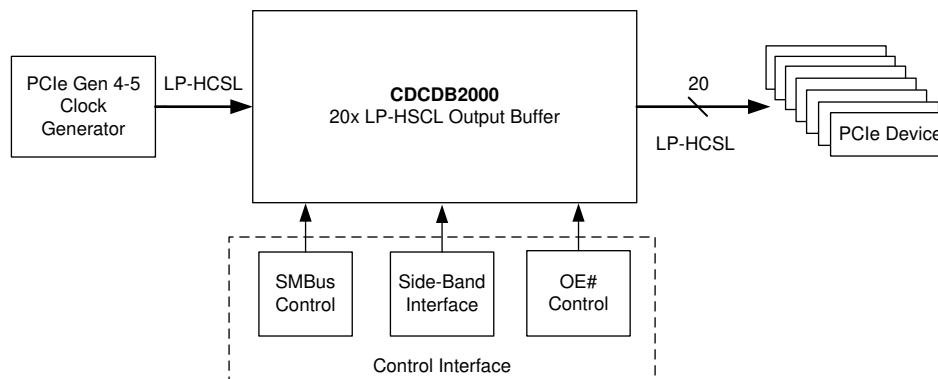 PCIe Gen 4-5
Clock
Generator
LP-HCSL
CDCDB2000
20x LP-HSCL Output Buffer
20
LP-HCSL
PCIe Device
SMBus
Control
Side-Band
Interface
OE#
Control
Control Interface